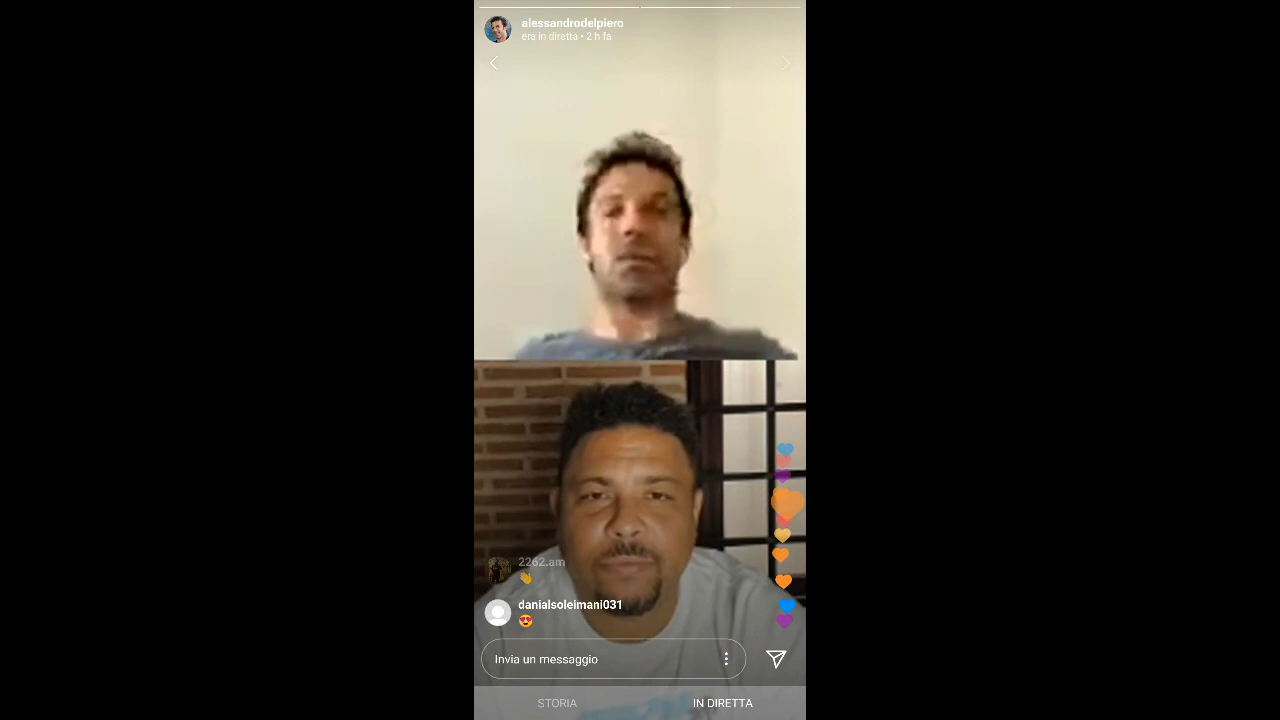 alessandrodelpiero
era in diretta • 2 h fa
2262.am
danialsoleimani031
Invia un messaggio
STORIA
IN DIRETTA